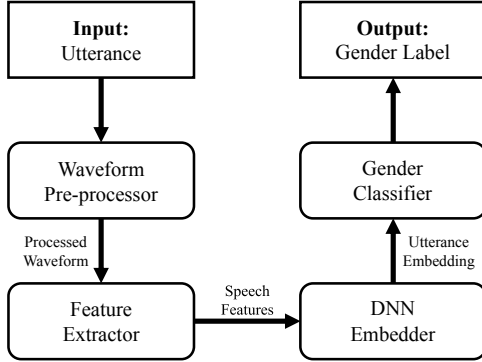 Input:
Utterance
Waveform
Pre-processor
Processed
Waveform
Feature
Extractor
Speech
Features
DNN
Embedder
Utterance
Embedding
Gender
Classifier
Output:
Gender Label